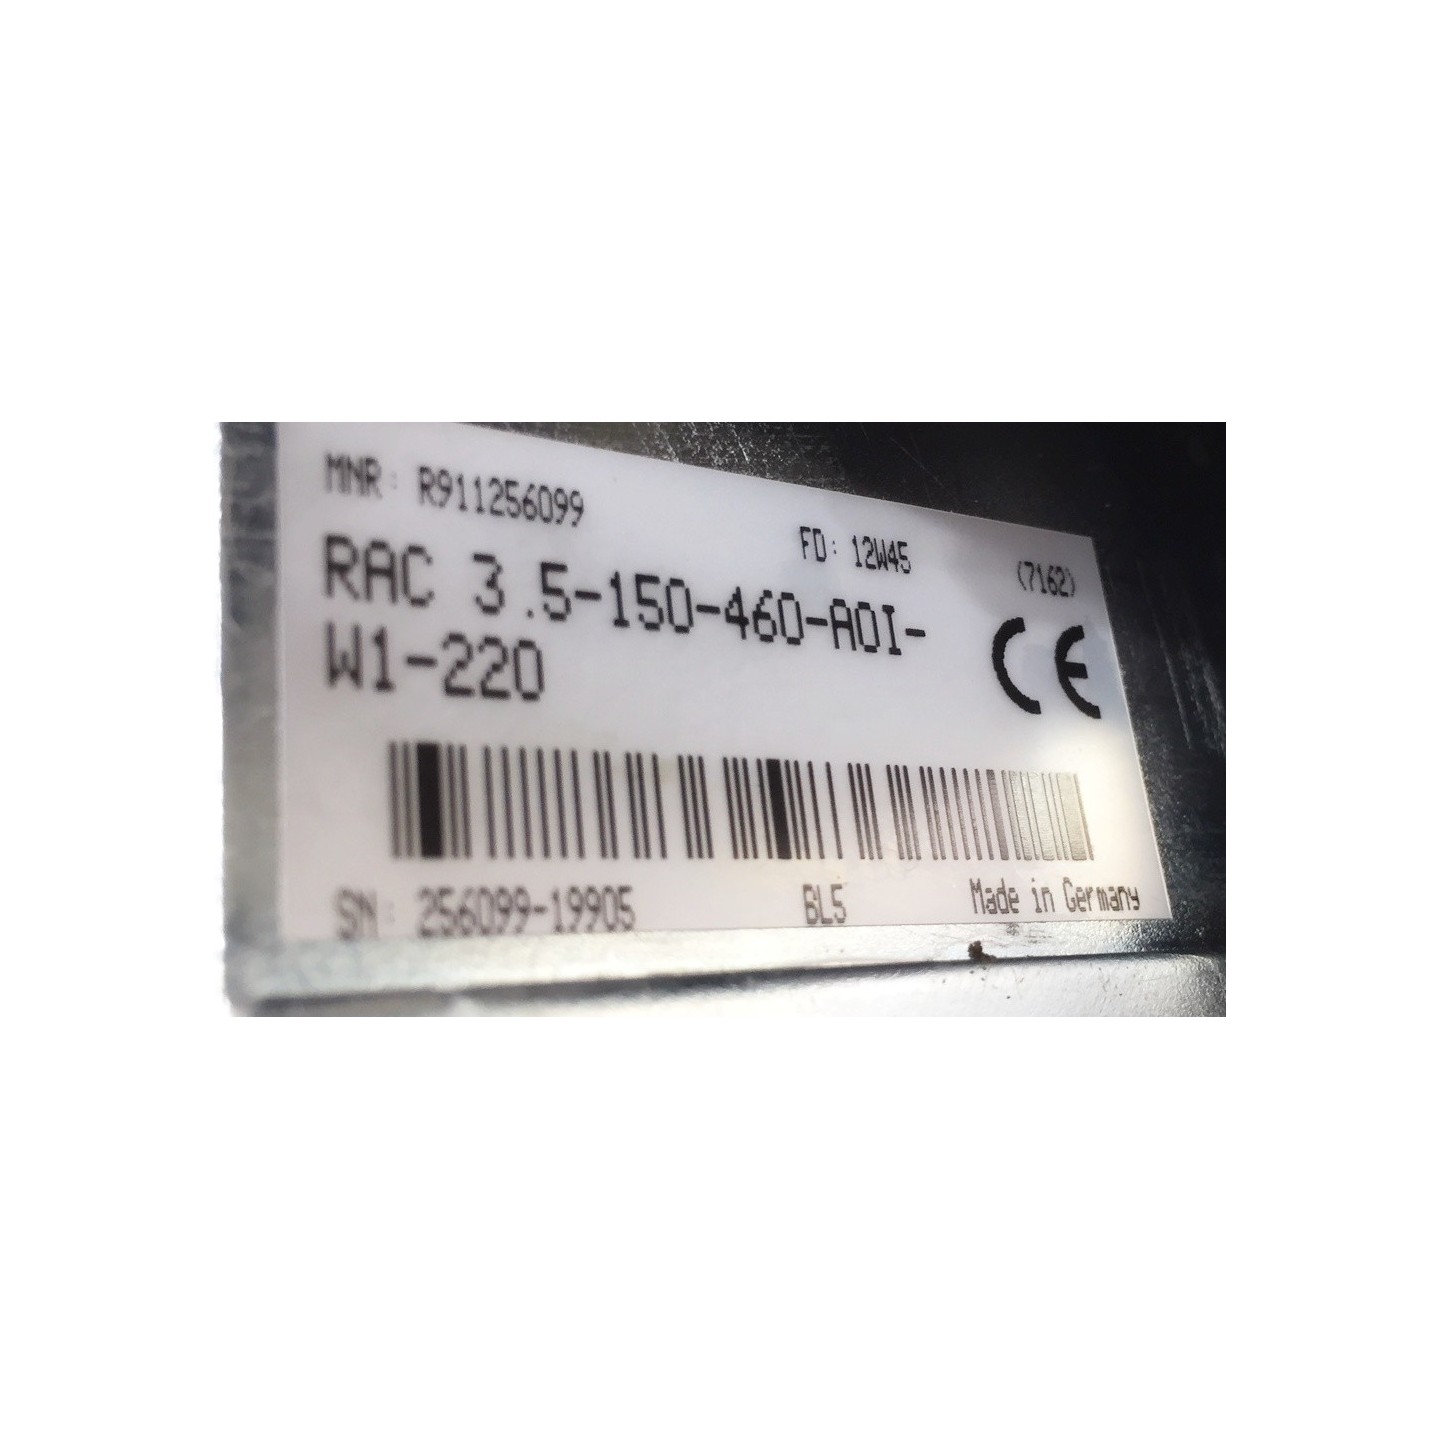 MNR: R911256099
FD: 12W45 (7162)
RAC 3.5-150-460-A0I-
W1-220
CE
SN: 256099-19905 BL5 Made in Germany